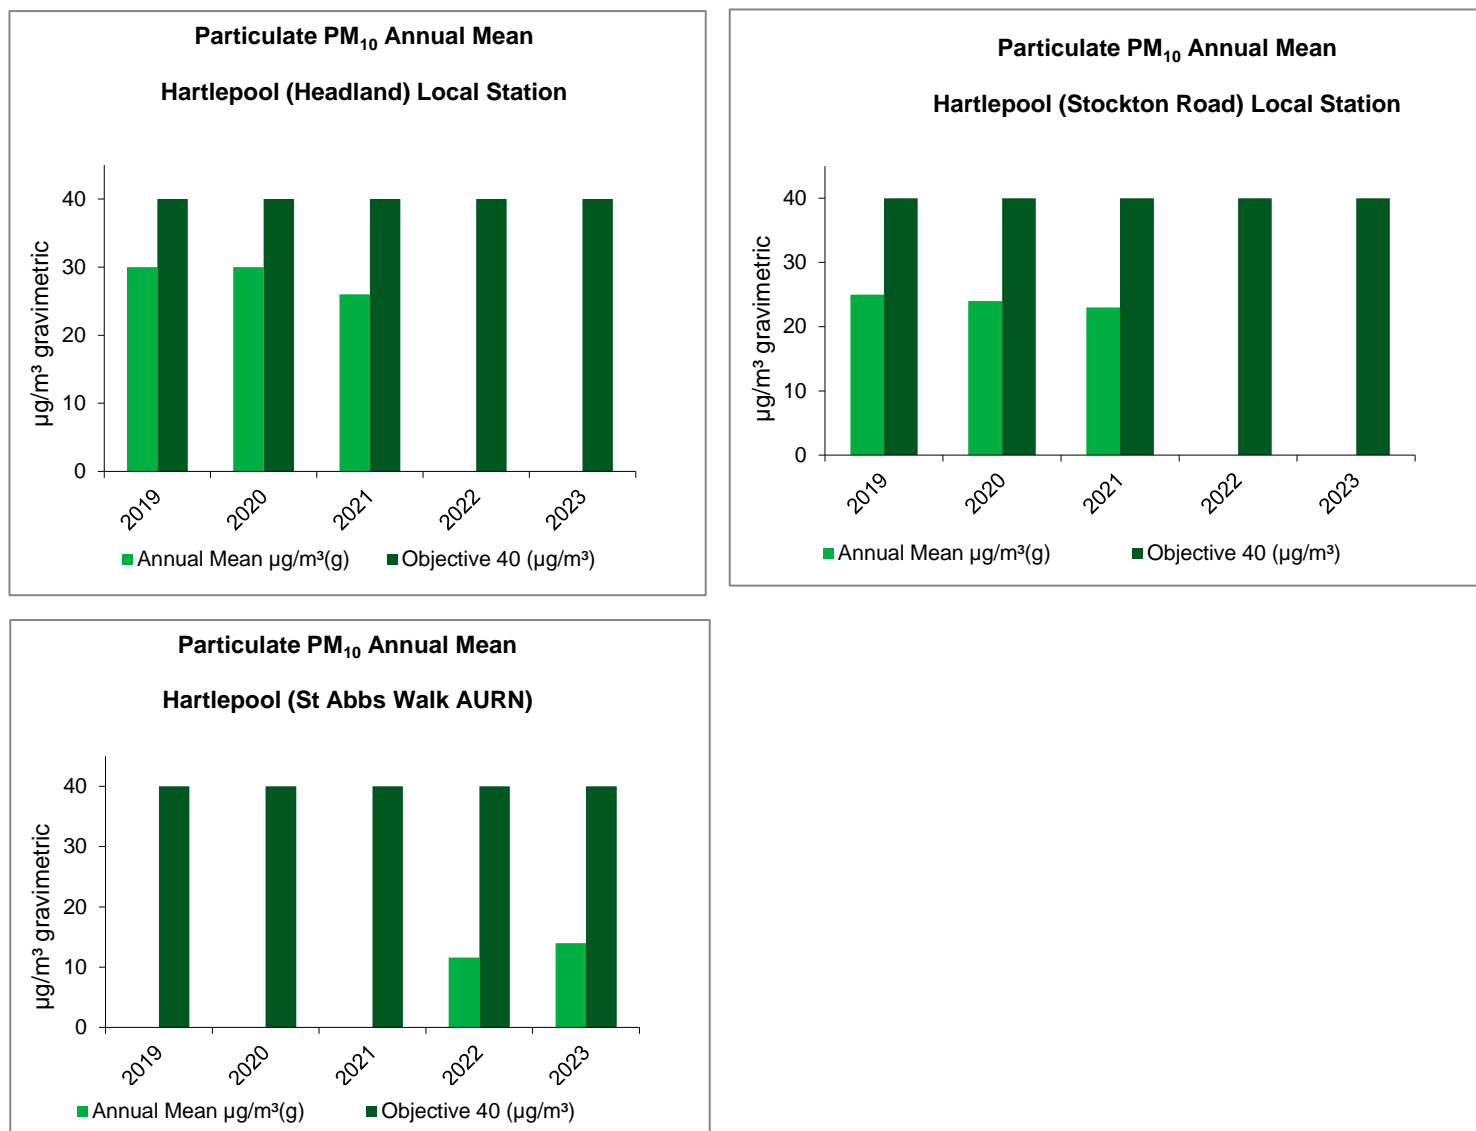 Particulate PM₁₀ Annual Mean
Hartlepool (Headland) Local Station
µg/m³ gravimetric
40
30
20
10
0
2019
2020
2021
2022
2023
Annual Mean µg/m³(g)
Objective 40 (µg/m³)
Particulate PM₁₀ Annual Mean
Hartlepool (Stockton Road) Local Station
µg/m³ gravimetric
40
30
20
10
0
2019
2020
2021
2022
2023
Annual Mean µg/m³(g)
Objective 40 (µg/m³)
Particulate PM₁₀ Annual Mean
Hartlepool (St Abbs Walk AURN)
µg/m³ gravimetric
40
30
20
10
0
2019
2020
2021
2022
2023
Annual Mean µg/m³(g)
Objective 40 (µg/m³)